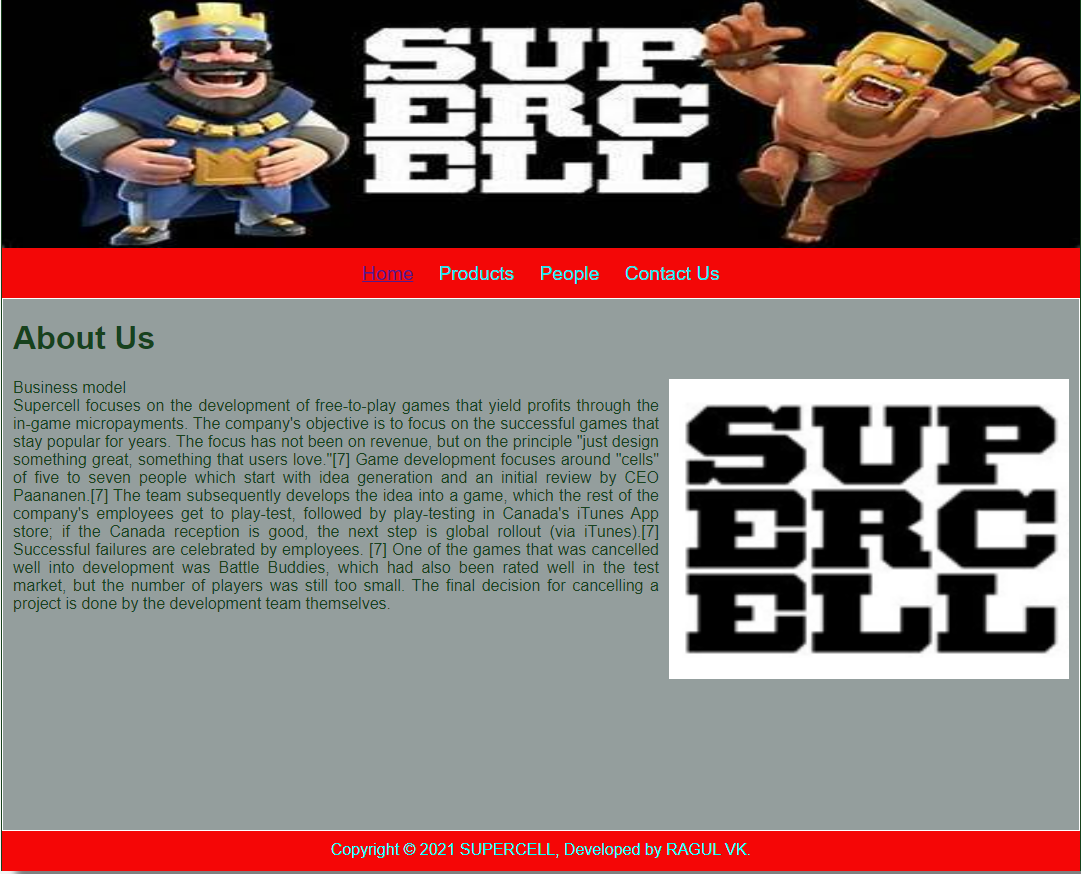 SUP
ERC
ELL
Home Products People Contact Us
About Us
Business model
Supercell focuses on the development of free-to-play games that yield profits through the
in-game micropayments. The company's objective is to focus on the successful games that
stay popular for years. The focus has not been on revenue, but on the principle "just design
something great, something that users love."[7] Game development focuses around "cells"
of five to seven people which start with idea generation and an initial review by CEO
Paananen.[7] The team subsequently develops the idea into a game, which the rest of the
company's employees get to play-test, followed by play-testing in Canada's iTunes App
store; if the Canada reception is good, the next step is global rollout (via iTunes).[7]
Successful failures are celebrated by employees. [7] One of the games that was cancelled
well into development was Battle Buddies, which had also been rated well in the test
market, but the number of players was still too small. The final decision for cancelling a
project is done by the development team themselves.
SUP
ERC
ELL
Copyright © 2021 SUPERCELL, Developed by RAGUL VK.